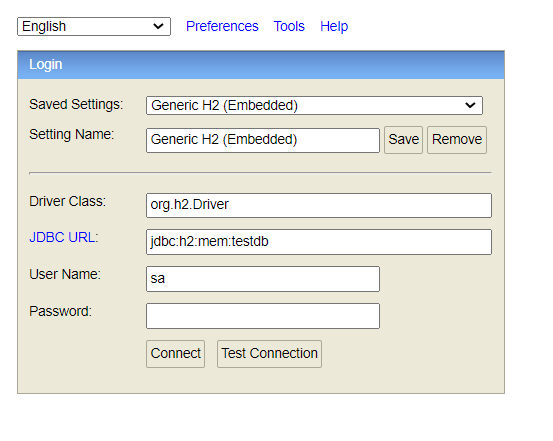 English Preferences Tools Help
Login
Saved Settings: Generic H2 (Embedded)
Setting Name: Generic H2 (Embedded) Save Remove
Driver Class: org.h2.Driver
JDBC URL: jdbc:h2:mem:testdb
User Name: sa
Password:
Connect Test Connection